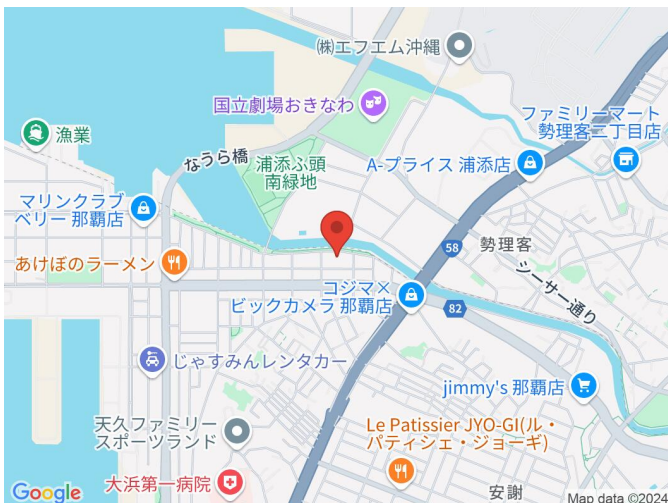 (株)エフエム沖縄
国立劇場おきなわ
ファミリーマート
勢理客二丁目店
漁業
なうら橋
浦添ふ頭
南緑地
A-プライス 浦添店
マリンクラブ
ベリー 那覇店
58
勢理客
あけぼのラーメン
シーサー通り
コジマ×
ビックカメラ 那覇店
82
じゃすみんレンタカー
jimmy's 那覇店
天久ファミリー
スポーツランド
Le Patissier JYO-GI(ル・
パティシェ・ジョーギ)
大浜第一病院
安謝
Google
Map data ©2024